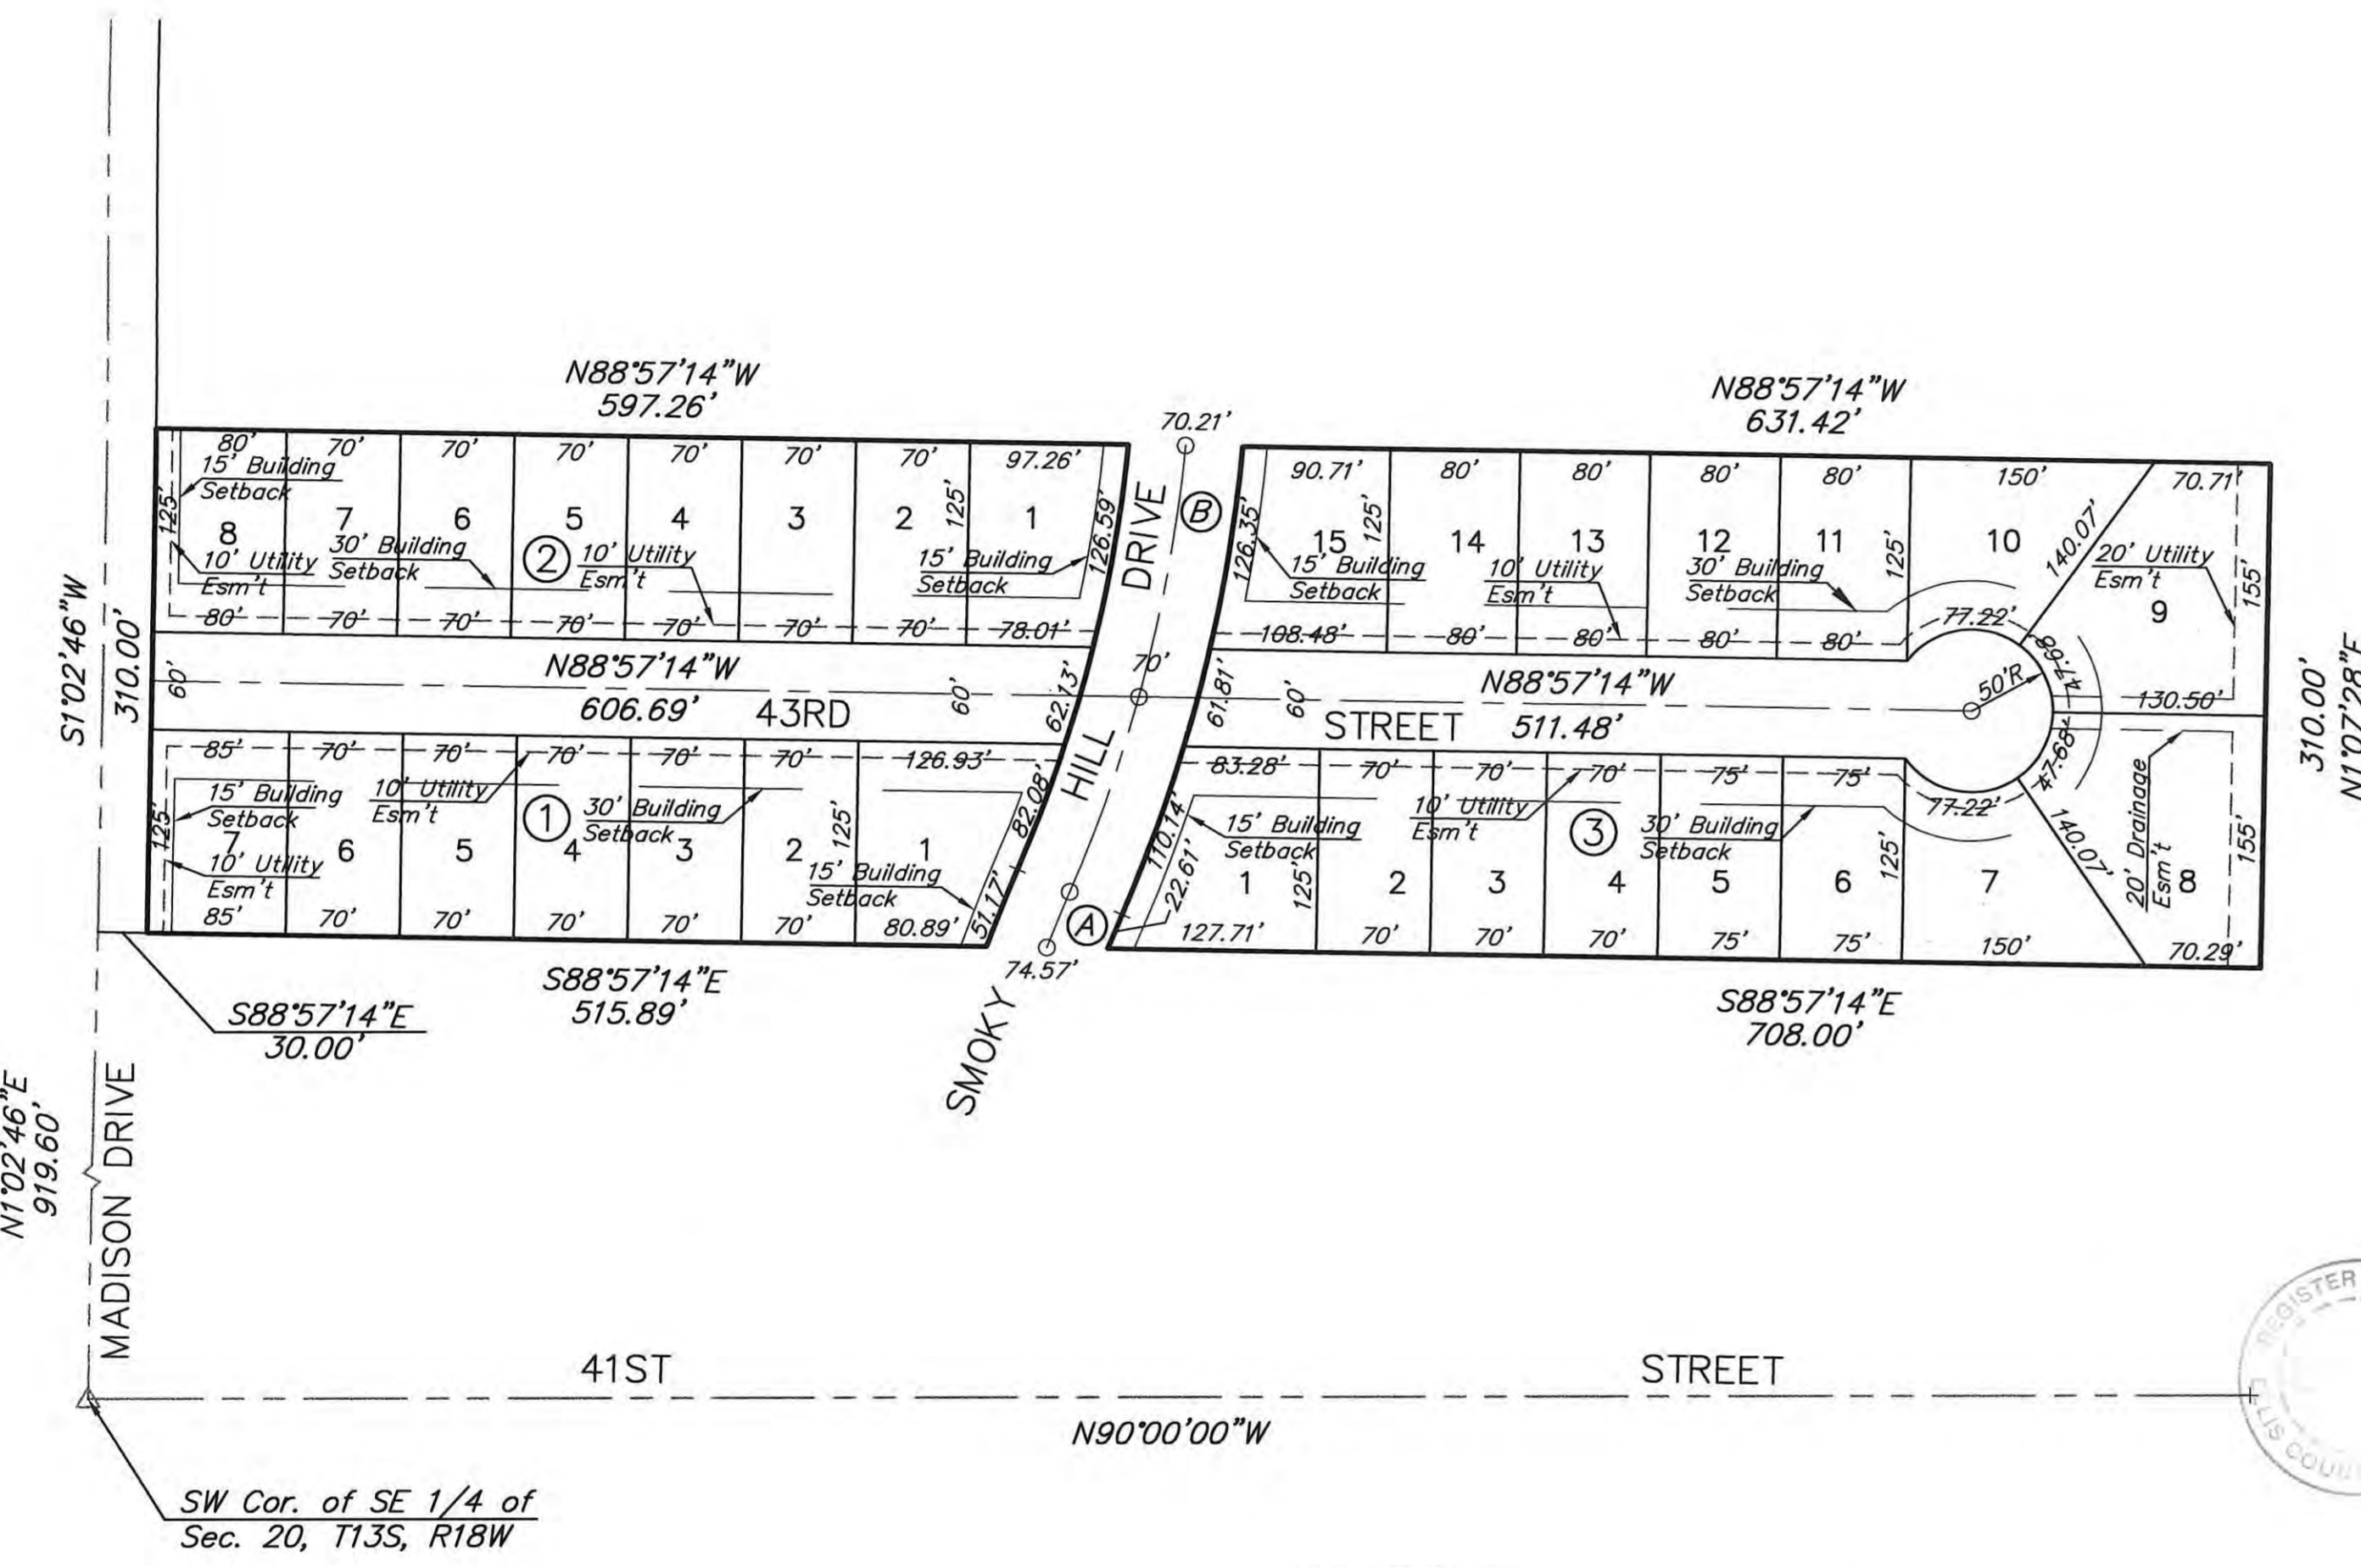 N88°57'14"W
597.26'
N88°57'14"W
631.42'
70.21'
80'
70'
70'
70'
70'
70'
70'
97.26'
15' Building
Setback
125'
8
7
6
5
4
3
2
125'
1
126.59'
10' Utility
Esm't
30' Building
Setback
2
10' Utility
Esm't
15' Building
Setback
80'
70'
70'
70'
70'
70'
70'
78.01'
DRIVE
B
90.71'
80'
80'
80'
80'
150'
70.71'
126.35'
15
125'
14
13
12
11
125'
10
140.07'
15' Building
Setback
10' Utility
Esm't
30' Building
Setback
20' Utility
Esm't
9
155'
108.48'
80'
80'
80'
80'
77.22'
47.68'
130.50'
S1°02'46"W
310.00'
60'
N88°57'14"W
606.69'
43RD
60'
62.13'
70'
61.81'
60'
N88°57'14"W
STREET
511.48'
50'R
310.00'
N1°07'28"E
85'
70'
70'
70'
70'
70'
126.93'
HILL
15' Building
Setback
10' Utility
Esm't
1
30' Building
Setback
125'
7
10' Utility
Esm't
6
5
4
3
2
125'
1
82.08'
15' Building
Setback
51.17'
85'
70'
70'
70'
70'
70'
80.89'
83.28'
70'
70'
70'
75'
75'
77.22'
47.68'
110.14'
15' Building
Setback
10' Utility
Esm't
3
30' Building
Setback
22.61'
1
125'
2
3
4
5
6
125'
7
140.07'
20' Drainage
Esm't
8
155'
A
127.71'
70'
70'
70'
75'
75'
150'
70.29'
74.57'
SMOKY
S88°57'14"E
515.89'
S88°57'14"E
708.00'
S88°57'14"E
30.00'
N1°02'46"E
919.60'
MADISON DRIVE
41ST
STREET
N90°00'00"W
SW Cor. of SE 1/4 of
Sec. 20, T13S, R18W
REGISTER